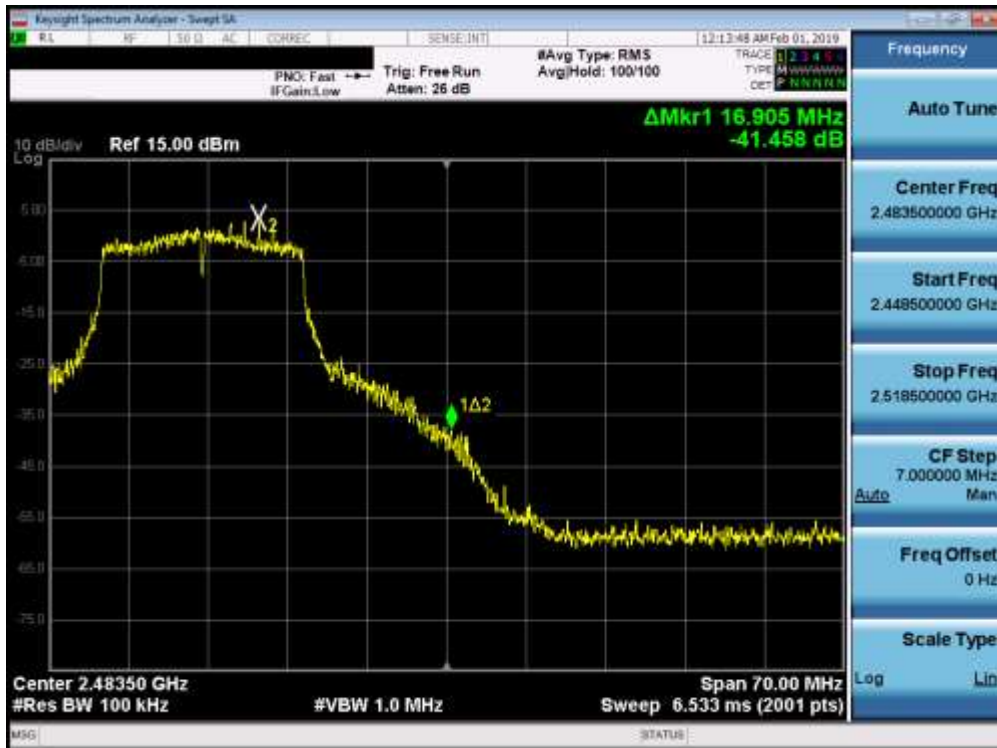 Keysight Spectrum Analyzer - Swept SA
RL RF 50 Ω AC CORREC SENSE:INT 12:13:48 AM Feb 01, 2019
PNO: Fast
IFGain:Low
Trig: Free Run
Atten: 26 dB
#Avg Type: RMS
Avg|Hold: 100/100
TRACE 1 2 3 4 5 6
TYPE M W W W W W
DET P N N N N N
ΔMkr1 16.905 MHz
-41.458 dB
10 dB/div Ref 15.00 dBm
Log
5.00
-5.00
-15.0
-25.0
-35.0
-45.0
-55.0
-65.0
-75.0
X2
1Δ2
Center 2.48350 GHz Span 70.00 MHz
#Res BW 100 kHz #VBW 1.0 MHz Sweep 6.533 ms (2001 pts)
MSG STATUS
Frequency
Auto Tune
Center Freq
2.483500000 GHz
Start Freq
2.448500000 GHz
Stop Freq
2.518500000 GHz
CF Step
7.000000 MHz
Auto Man
Freq Offset
0 Hz
Scale Type
Log Lin